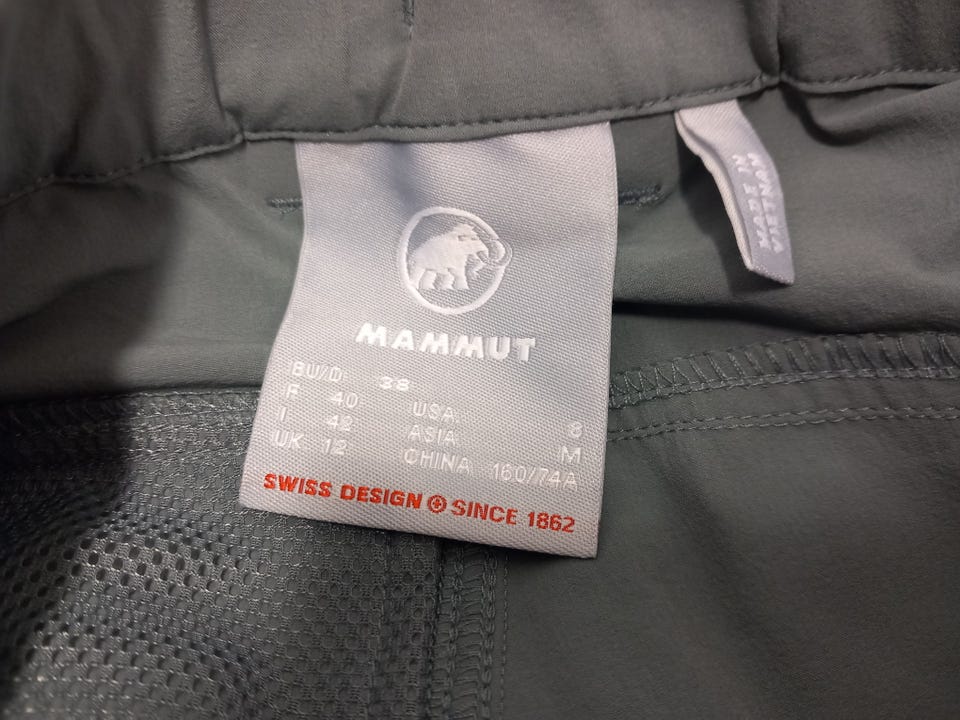 MAMMUT
EU/D 38
F 40 USA 8
I 42 ASIA M
UK 12 CHINA 160/74A
SWISS DESIGN SINCE 1862
MADE IN
VIETNAM